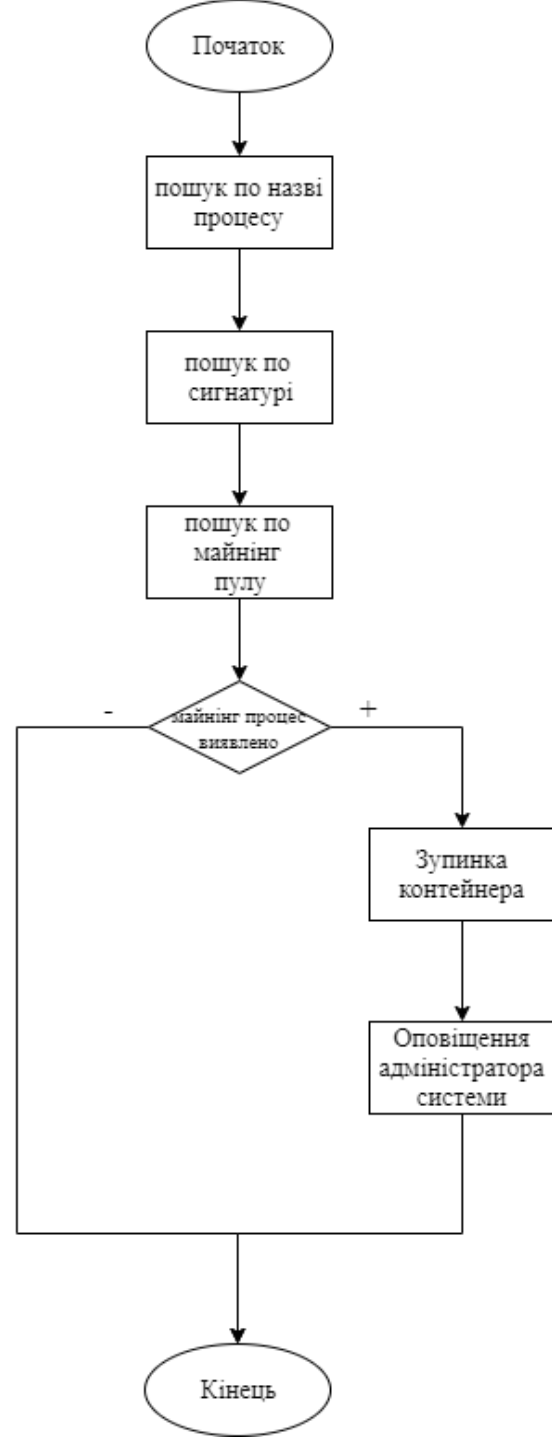 Початок
пошук по назві
процесу
пошук по
сигнатурі
пошук по
майнінг
пулу
майнінг процес
виявлено
-
+
Зупинка
контейнера
Оповіщення
адміністратора
системи
Кінець